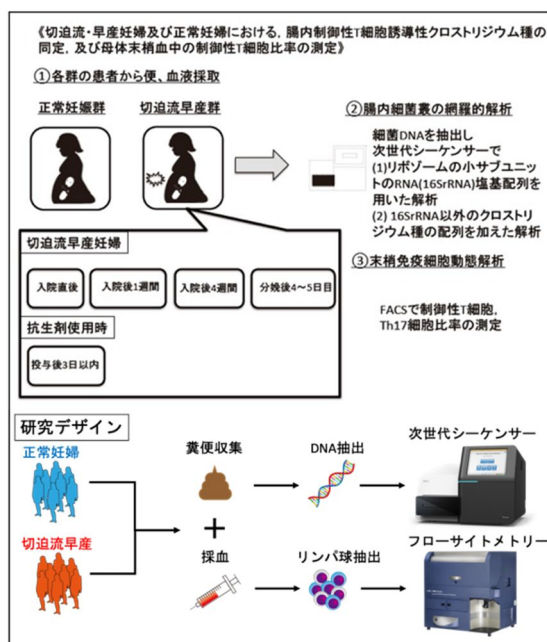 《切迫流・早産妊婦及び正常妊婦における, 腸内制御性T細胞誘導性クロストリジウム種の
同定, 及び母体末梢血中の制御性T細胞比率の測定》
①各群の患者から便、血液採取
正常妊娠群
切迫流早産群
②腸内細菌叢の網羅的解析
細菌DNAを抽出し
次世代シーケンサーで
(1)リボゾームの小サブユニッ
トのRNA(16SrRNA)塩基配列を
用いた解析
(2) 16SrRNA以外のクロストリ
ジウム種の配列を加えた解析
③末梢免疫細胞動態解析
FACSで制御性T細胞,
Th17細胞比率の測定
切迫流早産妊婦
入院直後
入院後1週間
入院後4週間
分娩後4～5日目
抗生剤使用時
投与後3日以内
研究デザイン
正常妊婦
切迫流早産
糞便収集
DNA抽出
次世代シーケンサー
+
採血
リンパ球抽出
フローサイトメトリー